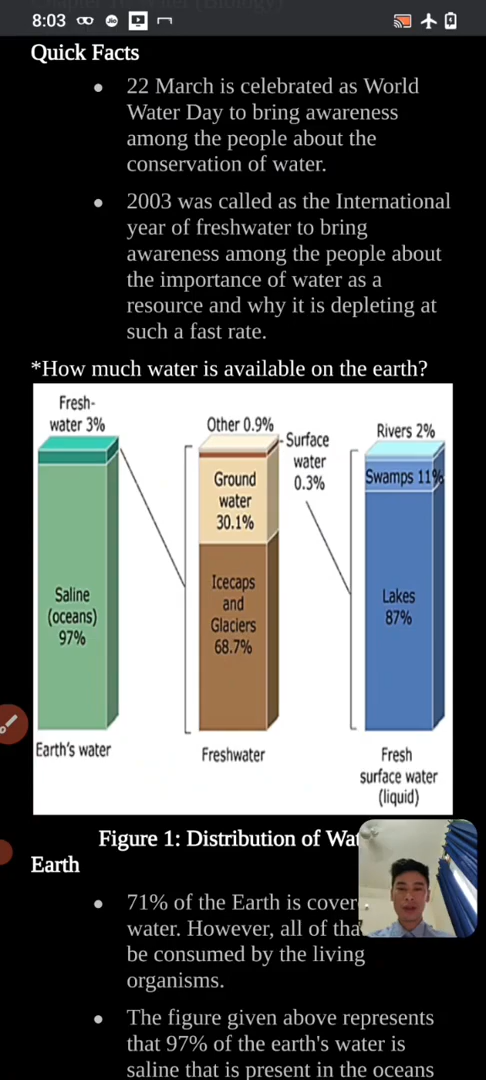 8:03
Quick Facts
• 22 March is celebrated as World
Water Day to bring awareness
among the people about the
conservation of water.
• 2003 was called as the International
year of freshwater to bring
awareness among the people about
the importance of water as a
resource and why it is depleting at
such a fast rate.
*How much water is available on the earth?
Fresh-
water 3%
Saline
(oceans)
97%
Earth's water
Other 0.9%
Surface
water
0.3%
Ground
water
30.1%
Icecaps
and
Glaciers
68.7%
Freshwater
Rivers 2%
Swamps 11%
Lakes
87%
Fresh
surface water
(liquid)
Figure 1: Distribution of
Earth
• 71% of the Earth is
water. However, all of
be consumed by the living
organisms.
• The figure given above represents
that 97% of the earth's water is
saline that is present in the oceans